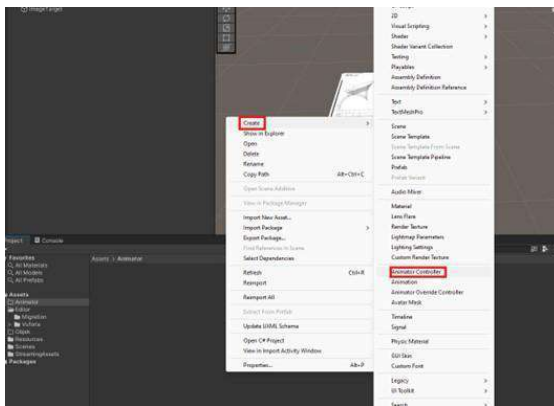 ImageTarget
2D
Visual Scripting
Shader
Shader Variant Collection
Testing
Playables
Assembly Definition
Assembly Definition Reference
Text
TextMeshPro
Scene
Scene Template
Scene Template From Scene
Scene Template Pipeline
Prefab
Prefab Variant
Audio Mixer
Material
Lens Flare
Render Texture
Lightmap Parameters
Lighting Settings
Custom Render Texture
Animator Controller
Animation
Animator Override Controller
Avatar Mask
Timeline
Signal
Physic Material
GUI Skin
Custom Font
Legacy
UI Toolkit
Search
Create
Show in Explorer
Open
Delete
Rename
Copy Path Alt+Ctrl+C
Open Scene Additive
View in Package Manager
Import New Asset...
Import Package
Export Package...
Find References In Scene
Select Dependencies
Refresh Ctrl+R
Reimport
Reimport All
Extract From Prefab
Update UXML Schema
Open C# Project
View in Import Activity Window
Properties... Alt+P
Project Console
Favorites
All Materials
All Models
All Prefabs
Assets > Animator
Assets
Animator
Editor
Migration
Vuforia
Objek
Resources
Scenes
StreamingAssets
Packages